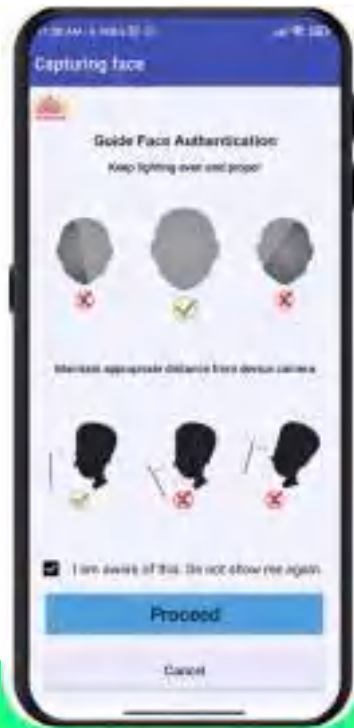 Capturing face
Guide Face Authentication
Keep lighting even and proper
Maintain appropriate distance from device camera
I am aware of this. Do not show me again
Proceed
Cancel